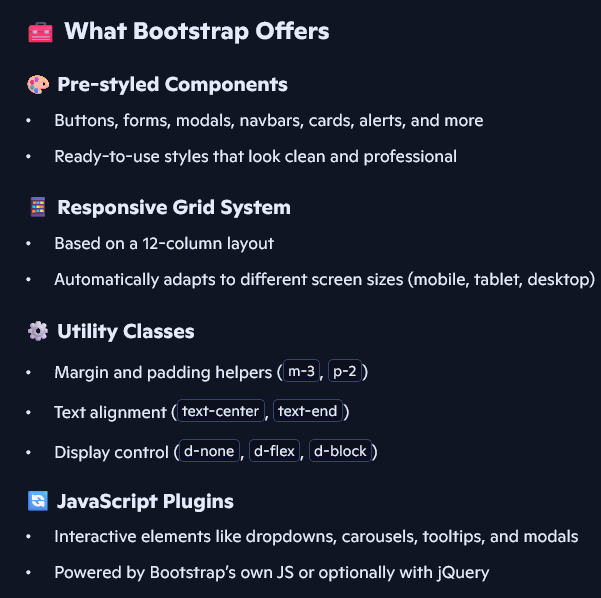 🧰 What Bootstrap Offers
🎨 Pre-styled Components
• Buttons, forms, modals, navbars, cards, alerts, and more
• Ready-to-use styles that look clean and professional
🧮 Responsive Grid System
• Based on a 12-column layout
• Automatically adapts to different screen sizes (mobile, tablet, desktop)
⚙️ Utility Classes
• Margin and padding helpers (m-3, p-2)
• Text alignment (text-center, text-end)
• Display control (d-none, d-flex, d-block)
🔄 JavaScript Plugins
• Interactive elements like dropdowns, carousels, tooltips, and modals
• Powered by Bootstrap’s own JS or optionally with jQuery